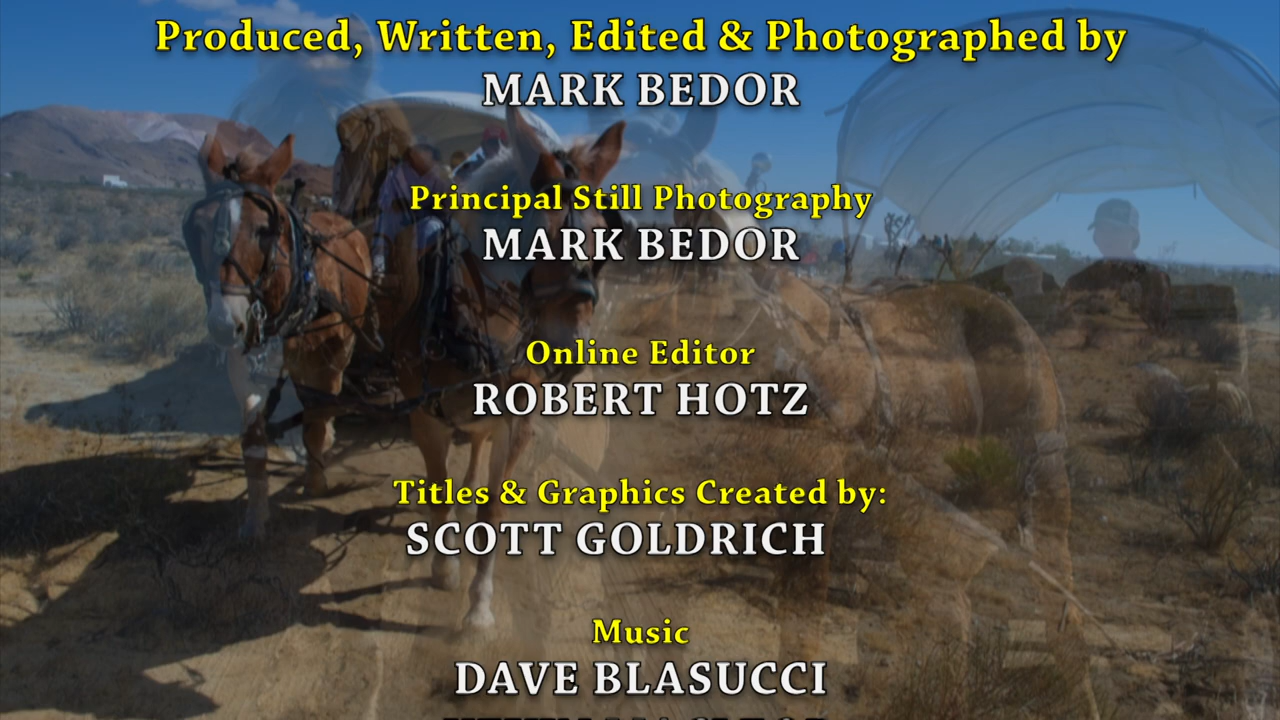 Produced, Written, Edited & Photographed by
MARK BEDOR
Principal Still Photography
MARK BEDOR
Online Editor
ROBERT HOTZ
Titles & Graphics Created by:
SCOTT GOLDRICH
Music
DAVE BLASUCCI